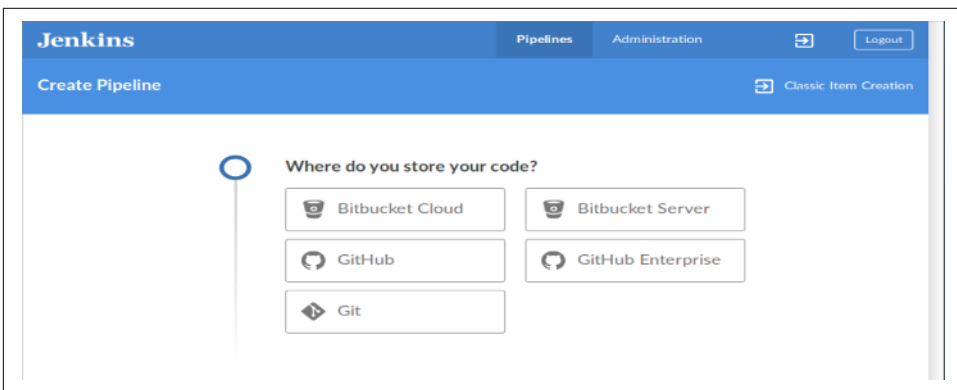 Jenkins Pipelines Administration Logout
Create Pipeline Classic Item Creation
Where do you store your code?
Bitbucket Cloud Bitbucket Server
GitHub GitHub Enterprise
Git